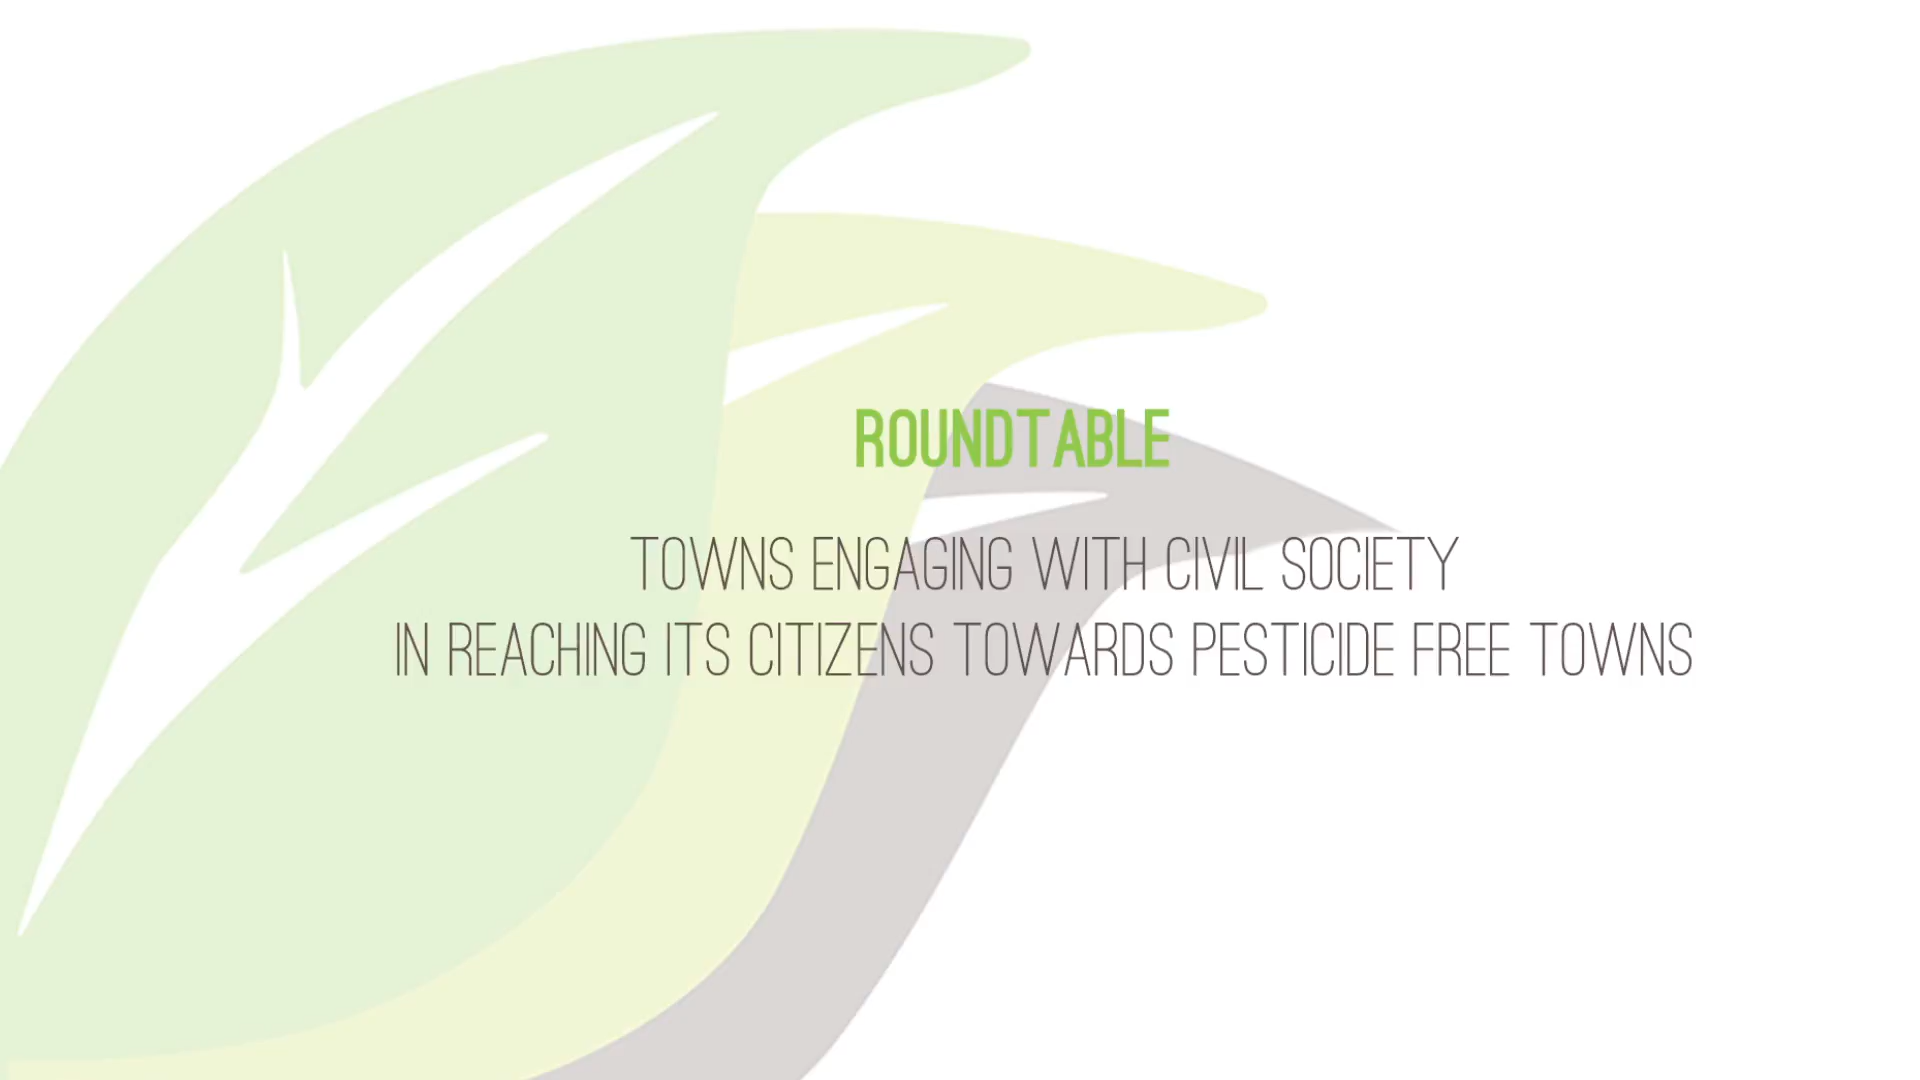 ROUNDTABLE
TOWNS ENGAGING WITH CIVIL SOCIETY
IN REACHING ITS CITIZENS TOWARDS PESTICIDE FREE TOWNS